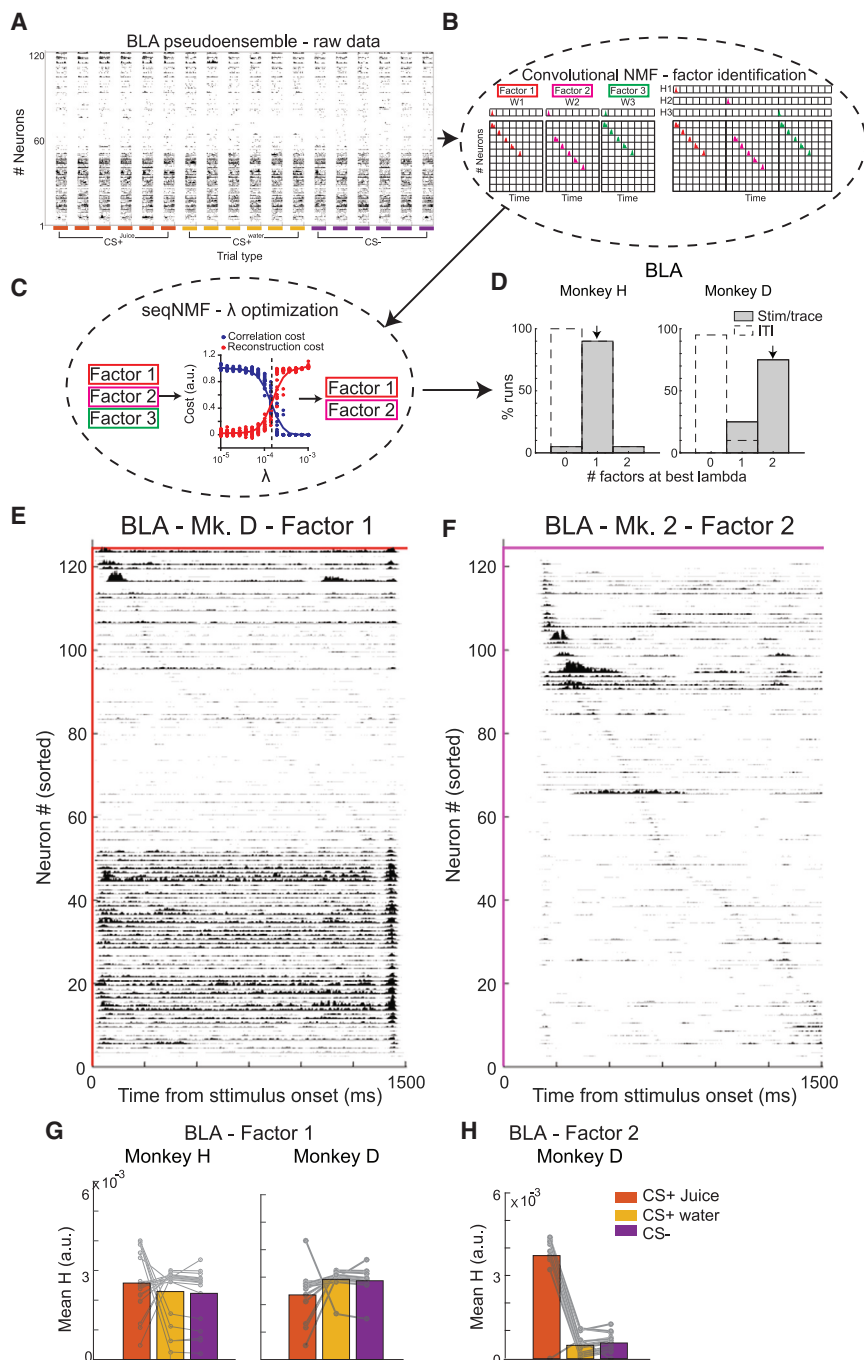 A
BLA pseudoensemble - raw data
120
60
1
# Neurons
CS+ Juice
CS+ water
CS-
Trial type
B
Convolutional NMF - factor identification
Factor 1
Factor 2
Factor 3
W1
W2
W3
H1
H2
H3
# Neurons
Time
Time
Time
Time
C
seqNMF - λ optimization
Factor 1
Factor 2
Factor 3
Correlation cost
Reconstruction cost
Cost (a.u.)
1.2
0.8
0.4
0
10-5
10-4
10-3
λ
Factor 1
Factor 2
D
BLA
Monkey H
Monkey D
Stim/trace
ITI
% runs
100
50
0
100
50
0
0 1 2
0 1 2
# factors at best lambda
E
BLA - Mk. D - Factor 1
Neuron # (sorted)
120
100
80
60
40
20
0
0
1500
Time from sttimulus onset (ms)
F
BLA - Mk. 2 - Factor 2
Neuron # (sorted)
120
100
80
60
40
20
0
0
1500
Time from sttimulus onset (ms)
G
BLA - Factor 1
Monkey H
Monkey D
Mean H (a.u.)
6
×10-3
3
0
H
BLA - Factor 2
Monkey D
Mean H (a.u.)
6
×10-3
3
0
CS+ Juice
CS+ water
CS-